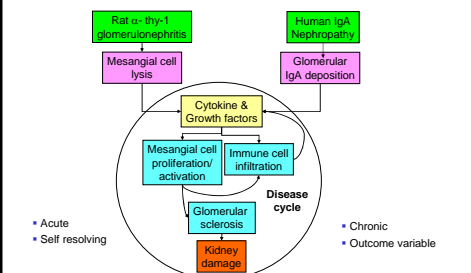 Rat α- thy-1
glomerulonephritis
Human IgA
Nephropathy
Mesangial cell
lysis
Glomerular
IgA deposition
Cytokine &
Growth factors
Mesangial cell
proliferation/
activation
Immune cell
infiltration
Disease
cycle
Glomerular
sclerosis
Kidney
damage
▪ Acute
▪ Self resolving
▪ Chronic
▪ Outcome variable